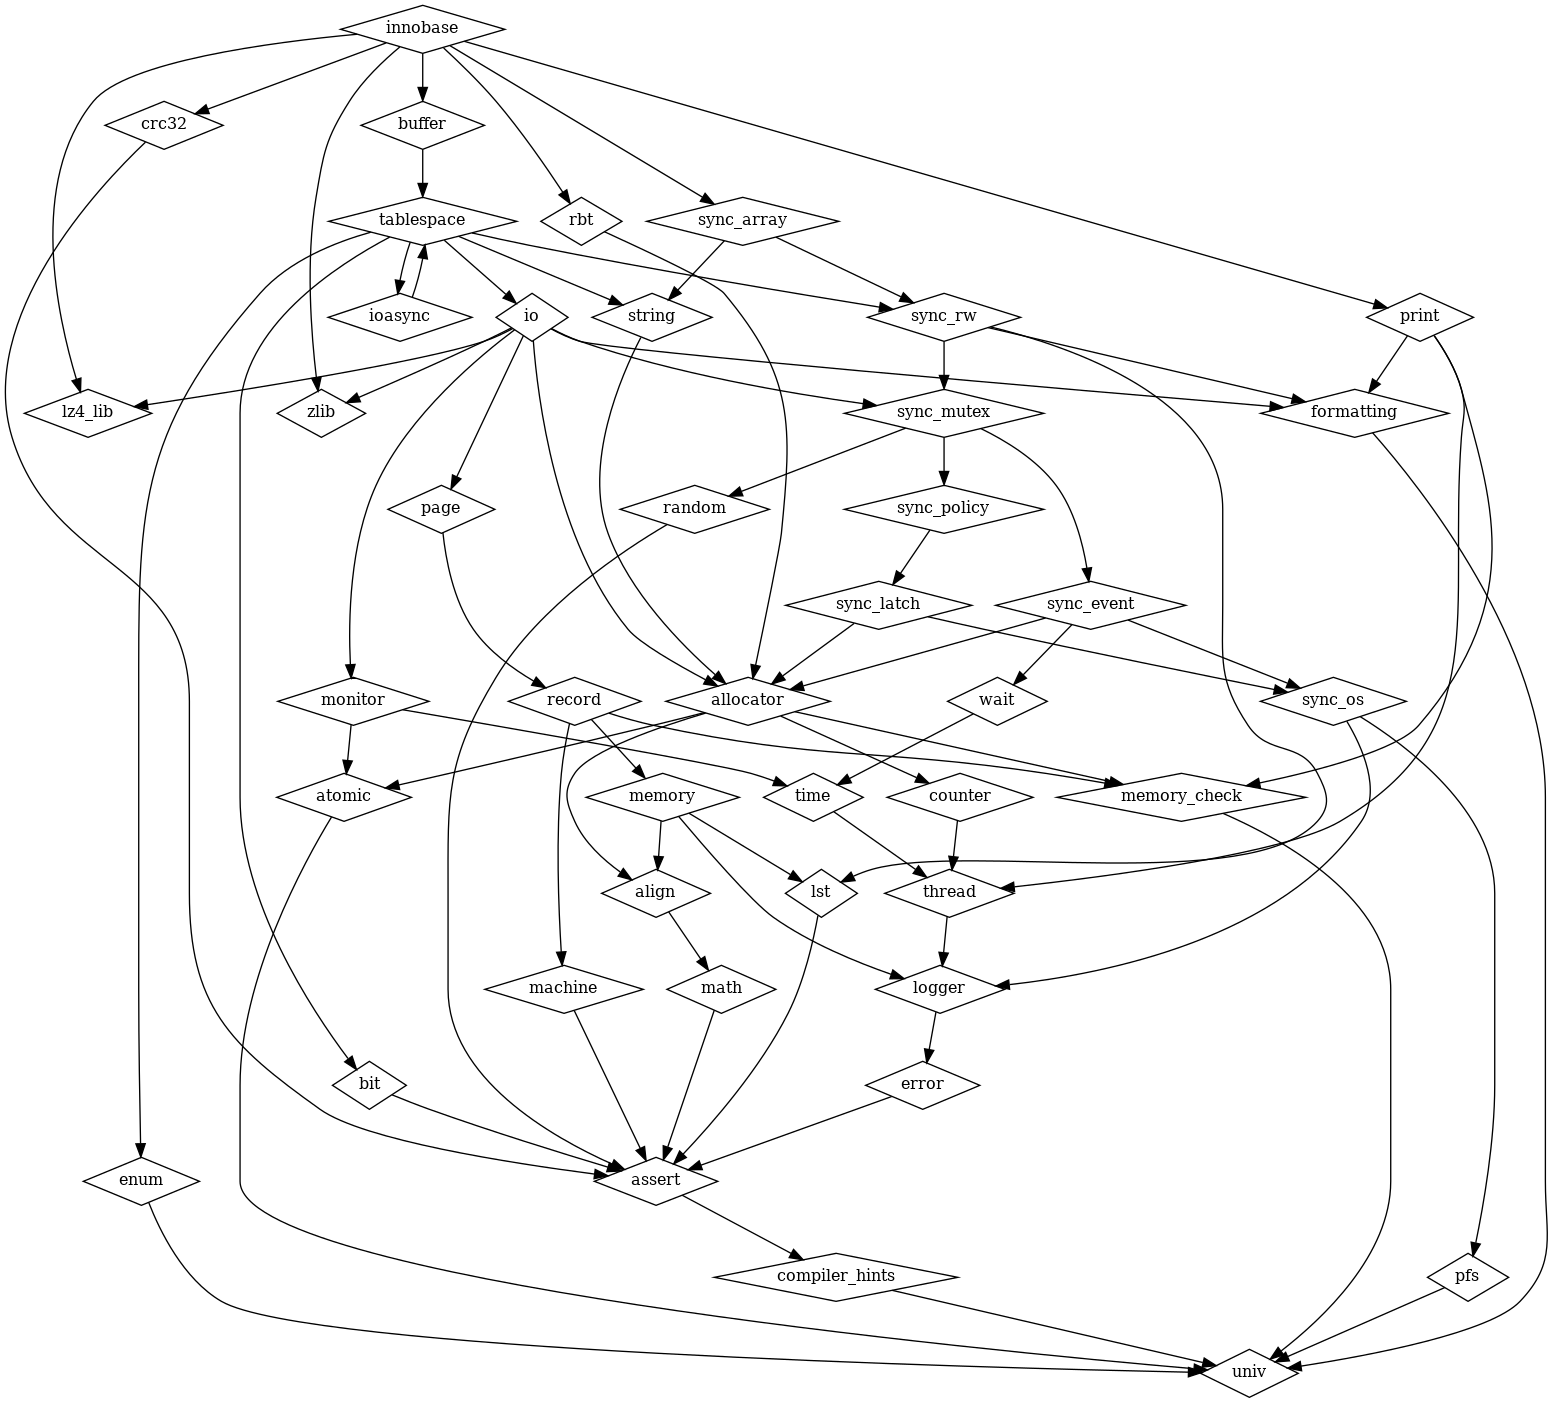 innobase
crc32
buffer
tablespace
rbt
sync_array
ioasync
io
string
sync_rw
print
lz4_lib
zlib
sync_mutex
formatting
page
random
sync_policy
sync_latch
sync_event
monitor
record
allocator
wait
sync_os
atomic
memory
time
counter
memory_check
align
lst
thread
machine
math
logger
bit
error
enum
assert
compiler_hints
pfs
univ